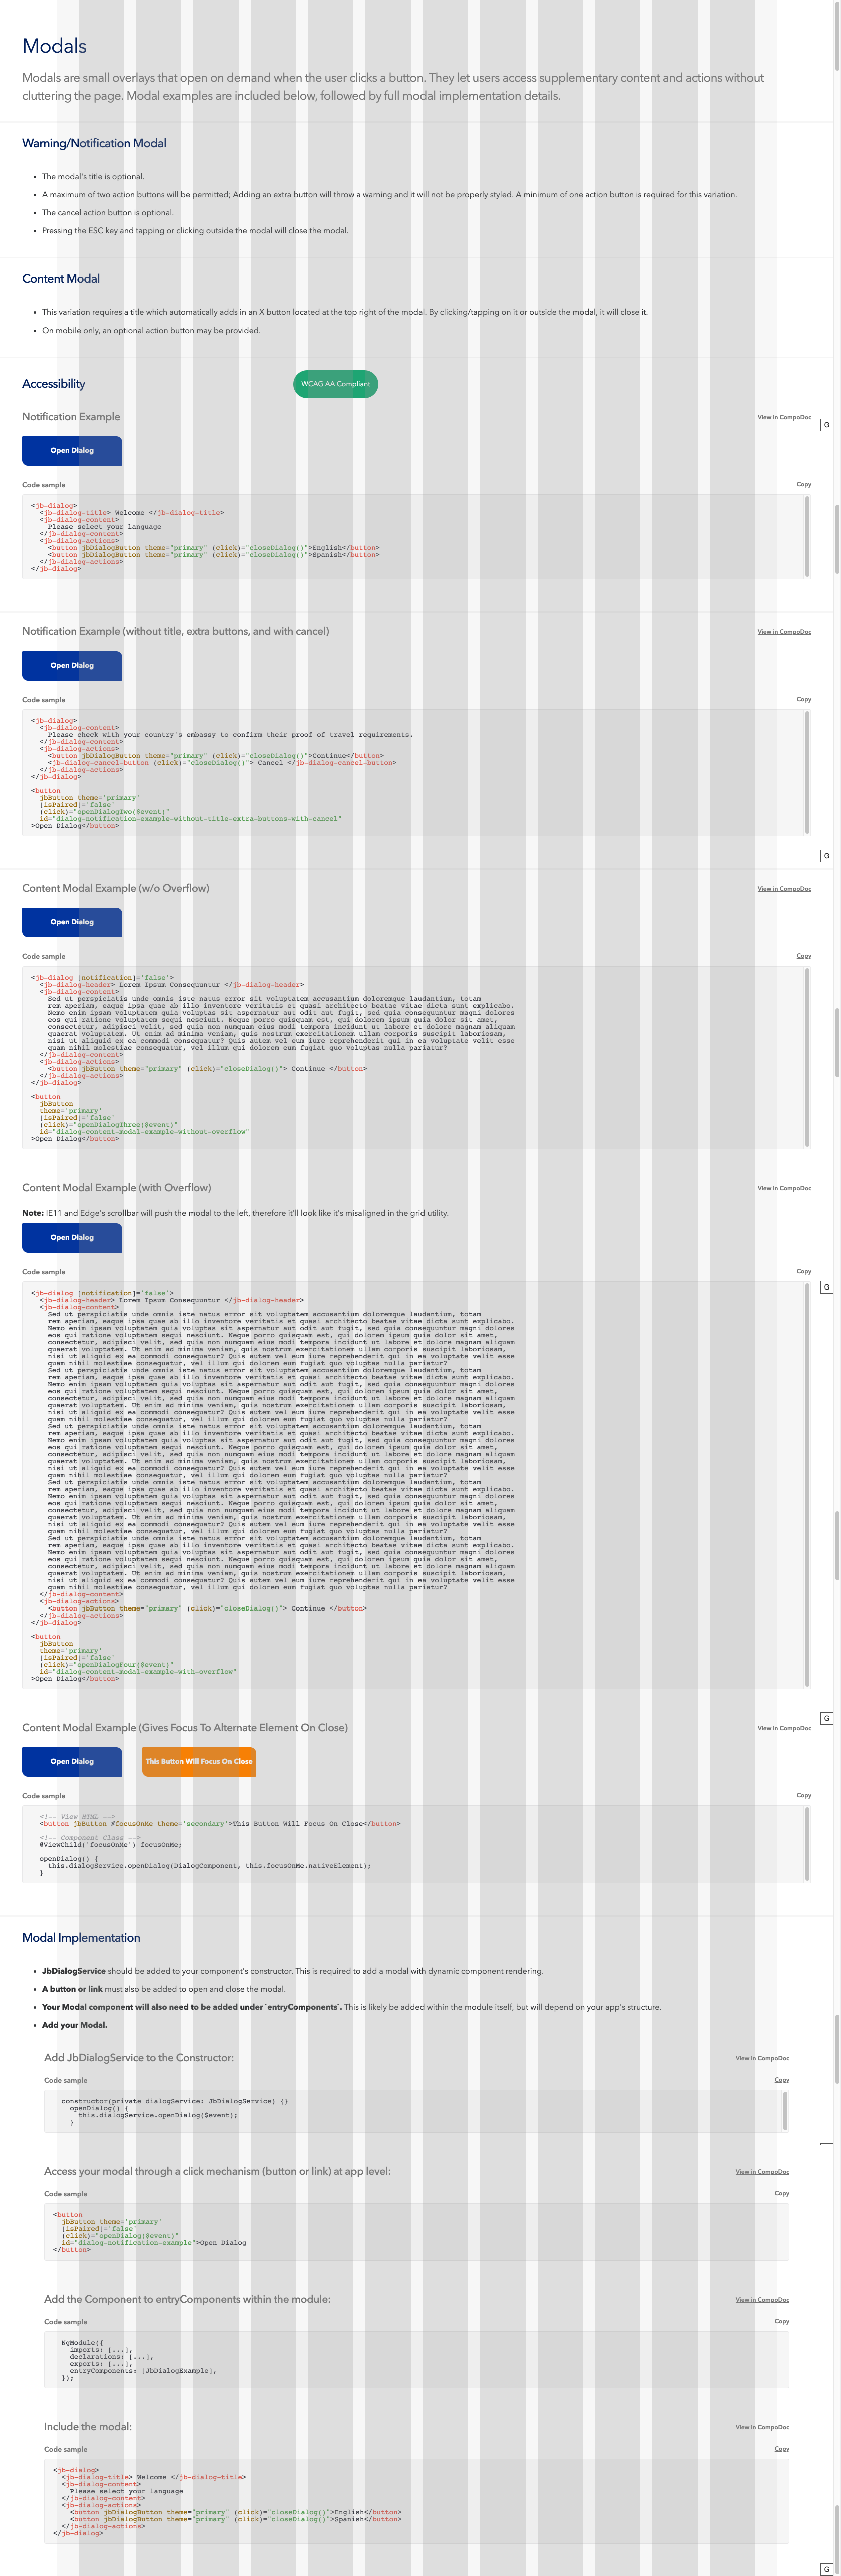 Modals
Modals are small overlays that open on demand when the user clicks a button. They let users access supplementary content and actions without
cluttering the page. Modal examples are included below, followed by full modal implementation details.
Warning/Notification Modal
• The modal's title is optional.
• A maximum of two action buttons will be permitted; Adding an extra button will throw a warning and it will not be properly styled. A minimum of one action button is required for this variation.
• The cancel action button is optional.
• Pressing the ESC key and tapping or clicking outside the modal will close the modal.
Content Modal
• This variation requires a title which automatically adds in an X button located at the top right of the modal. By clicking/tapping on it or outside the modal, it will close it.
• On mobile only, an optional action button may be provided.
Accessibility
WCAG AA Compliant
Notification Example
View in CompoDoc
G
Open Dialog
Code sample
Copy
<jb-dialog>
<jb-dialog-title> Welcome </jb-dialog-title>
<jb-dialog-content>
Please select your language
</jb-dialog-content>
<jb-dialog-actions>
<button jbDialogButton theme="primary" (click)="closeDialog()">English</button>
<button jbDialogButton theme="primary" (click)="closeDialog()">Spanish</button>
</jb-dialog-actions>
</jb-dialog>
Notification Example (without title, extra buttons, and with cancel)
View in CompoDoc
Open Dialog
Code sample
Copy
<jb-dialog>
<jb-dialog-content>
Please check with your country's embassy to confirm their proof of travel requirements.
</jb-dialog-content>
<jb-dialog-actions>
<button jbDialogButton theme="primary" (click)="closeDialog()">Continue</button>
<jb-dialog-cancel-button (click)="closeDialog()"> Cancel </jb-dialog-cancel-button>
</jb-dialog-actions>
</jb-dialog>
<button
jbButton theme='primary'
[isPaired]='false'
(click)="openDialogTwo($event)"
id="dialog-notification-example-without-title-extra-buttons-with-cancel"
>Open Dialog</button>
G
Content Modal Example (w/o Overflow)
View in CompoDoc
Open Dialog
Code sample
Copy
<jb-dialog [notification]='false'>
<jb-dialog-header> Lorem Ipsum Consequuntur </jb-dialog-header>
<jb-dialog-content>
Sed ut perspiciatis unde omnis iste natus error sit voluptatem accusantium doloremque laudantium, totam
rem aperiam, eaque ipsa quae ab illo inventore veritatis et quasi architecto beatae vitae dicta sunt explicabo.
Nemo enim ipsam voluptatem quia voluptas sit aspernatur aut odit aut fugit, sed quia consequuntur magni dolores
eos qui ratione voluptatem sequi nesciunt. Neque porro quisquam est, qui dolorem ipsum quia dolor sit amet,
consectetur, adipisci velit, sed quia non numquam eius modi tempora incidunt ut labore et dolore magnam aliquam
quaerat voluptatem. Ut enim ad minima veniam, quis nostrum exercitationem ullam corporis suscipit laboriosam,
nisi ut aliquid ex ea commodi consequatur? Quis autem vel eum iure reprehenderit qui in ea voluptate velit esse
quam nihil molestiae consequatur, vel illum qui dolorem eum fugiat quo voluptas nulla pariatur?
</jb-dialog-content>
<jb-dialog-actions>
<button jbButton theme="primary" (click)="closeDialog()"> Continue </button>
</jb-dialog-actions>
</jb-dialog>
<button
jbButton
theme='primary'
[isPaired]='false'
(click)="openDialogThree($event)"
id="dialog-content-modal-example-without-overflow"
>Open Dialog</button>
Content Modal Example (with Overflow)
View in CompoDoc
Note: IE11 and Edge's scrollbar will push the modal to the left, therefore it'll look like it's misaligned in the grid utility.
Open Dialog
Code sample
Copy
G
<jb-dialog [notification]='false'>
<jb-dialog-header> Lorem Ipsum Consequuntur </jb-dialog-header>
<jb-dialog-content>
Sed ut perspiciatis unde omnis iste natus error sit voluptatem accusantium doloremque laudantium, totam
rem aperiam, eaque ipsa quae ab illo inventore veritatis et quasi architecto beatae vitae dicta sunt explicabo.
Nemo enim ipsam voluptatem quia voluptas sit aspernatur aut odit aut fugit, sed quia consequuntur magni dolores
eos qui ratione voluptatem sequi nesciunt. Neque porro quisquam est, qui dolorem ipsum quia dolor sit amet,
consectetur, adipisci velit, sed quia non numquam eius modi tempora incidunt ut labore et dolore magnam aliquam
quaerat voluptatem. Ut enim ad minima veniam, quis nostrum exercitationem ullam corporis suscipit laboriosam,
nisi ut aliquid ex ea commodi consequatur? Quis autem vel eum iure reprehenderit qui in ea voluptate velit esse
quam nihil molestiae consequatur, vel illum qui dolorem eum fugiat quo voluptas nulla pariatur?
Sed ut perspiciatis unde omnis iste natus error sit voluptatem accusantium doloremque laudantium, totam
rem aperiam, eaque ipsa quae ab illo inventore veritatis et quasi architecto beatae vitae dicta sunt explicabo.
Nemo enim ipsam voluptatem quia voluptas sit aspernatur aut odit aut fugit, sed quia consequuntur magni dolores
eos qui ratione voluptatem sequi nesciunt. Neque porro quisquam est, qui dolorem ipsum quia dolor sit amet,
consectetur, adipisci velit, sed quia non numquam eius modi tempora incidunt ut labore et dolore magnam aliquam
quaerat voluptatem. Ut enim ad minima veniam, quis nostrum exercitationem ullam corporis suscipit laboriosam,
nisi ut aliquid ex ea commodi consequatur? Quis autem vel eum iure reprehenderit qui in ea voluptate velit esse
quam nihil molestiae consequatur, vel illum qui dolorem eum fugiat quo voluptas nulla pariatur?
Sed ut perspiciatis unde omnis iste natus error sit voluptatem accusantium doloremque laudantium, totam
rem aperiam, eaque ipsa quae ab illo inventore veritatis et quasi architecto beatae vitae dicta sunt explicabo.
Nemo enim ipsam voluptatem quia voluptas sit aspernatur aut odit aut fugit, sed quia consequuntur magni dolores
eos qui ratione voluptatem sequi nesciunt. Neque porro quisquam est, qui dolorem ipsum quia dolor sit amet,
consectetur, adipisci velit, sed quia non numquam eius modi tempora incidunt ut labore et dolore magnam aliquam
quaerat voluptatem. Ut enim ad minima veniam, quis nostrum exercitationem ullam corporis suscipit laboriosam,
nisi ut aliquid ex ea commodi consequatur? Quis autem vel eum iure reprehenderit qui in ea voluptate velit esse
quam nihil molestiae consequatur, vel illum qui dolorem eum fugiat quo voluptas nulla pariatur?
Sed ut perspiciatis unde omnis iste natus error sit voluptatem accusantium doloremque laudantium, totam
rem aperiam, eaque ipsa quae ab illo inventore veritatis et quasi architecto beatae vitae dicta sunt explicabo.
Nemo enim ipsam voluptatem quia voluptas sit aspernatur aut odit aut fugit, sed quia consequuntur magni dolores
eos qui ratione voluptatem sequi nesciunt. Neque porro quisquam est, qui dolorem ipsum quia dolor sit amet,
consectetur, adipisci velit, sed quia non numquam eius modi tempora incidunt ut labore et dolore magnam aliquam
quaerat voluptatem. Ut enim ad minima veniam, quis nostrum exercitationem ullam corporis suscipit laboriosam,
nisi ut aliquid ex ea commodi consequatur? Quis autem vel eum iure reprehenderit qui in ea voluptate velit esse
quam nihil molestiae consequatur, vel illum qui dolorem eum fugiat quo voluptas nulla pariatur?
Sed ut perspiciatis unde omnis iste natus error sit voluptatem accusantium doloremque laudantium, totam
rem aperiam, eaque ipsa quae ab illo inventore veritatis et quasi architecto beatae vitae dicta sunt explicabo.
Nemo enim ipsam voluptatem quia voluptas sit aspernatur aut odit aut fugit, sed quia consequuntur magni dolores
eos qui ratione voluptatem sequi nesciunt. Neque porro quisquam est, qui dolorem ipsum quia dolor sit amet,
consectetur, adipisci velit, sed quia non numquam eius modi tempora incidunt ut labore et dolore magnam aliquam
quaerat voluptatem. Ut enim ad minima veniam, quis nostrum exercitationem ullam corporis suscipit laboriosam,
nisi ut aliquid ex ea commodi consequatur? Quis autem vel eum iure reprehenderit qui in ea voluptate velit esse
quam nihil molestiae consequatur, vel illum qui dolorem eum fugiat quo voluptas nulla pariatur?
</jb-dialog-content>
<jb-dialog-actions>
<button jbButton theme="primary" (click)="closeDialog()"> Continue </button>
</jb-dialog-actions>
</jb-dialog>
<button
jbButton
theme='primary'
[isPaired]='false'
(click)="openDialogFour($event)"
id="dialog-content-modal-example-with-overflow"
>Open Dialog</button>
G
Content Modal Example (Gives Focus To Alternate Element On Close)
View in CompoDoc
Open Dialog
This Button Will Focus On Close
Code sample
Copy
<!-- View HTML -->
<button jbButton #focusOnMe theme='secondary'>This Button Will Focus On Close</button>
<!-- Component Class -->
@ViewChild('focusOnMe') focusOnMe;
openDialog() {
this.dialogService.openDialog(DialogComponent, this.focusOnMe.nativeElement);
}
Modal Implementation
• JbDialogService should be added to your component's constructor. This is required to add a modal with dynamic component rendering.
• A button or link must also be added to open and close the modal.
• Your Modal component will also need to be added under `entryComponents`. This is likely be added within the module itself, but will depend on your app's structure.
• Add your Modal.
Add JbDialogService to the Constructor:
View in CompoDoc
Code sample
Copy
constructor(private dialogService: JbDialogService) {}
openDialog() {
this.dialogService.openDialog($event);
}
Access your modal through a click mechanism (button or link) at app level:
View in CompoDoc
Code sample
Copy
<button
jbButton theme='primary'
[isPaired]='false'
(click)="openDialog($event)"
id="dialog-notification-example">Open Dialog
</button>
Add the Component to entryComponents within the module:
View in CompoDoc
Code sample
Copy
NgModule({
imports: [...],
declarations: [...],
exports: [...],
entryComponents: [JbDialogExample],
});
Include the modal:
View in CompoDoc
Code sample
Copy
<jb-dialog>
<jb-dialog-title> Welcome </jb-dialog-title>
<jb-dialog-content>
Please select your language
</jb-dialog-content>
<jb-dialog-actions>
<button jbDialogButton theme="primary" (click)="closeDialog()">English</button>
<button jbDialogButton theme="primary" (click)="closeDialog()">Spanish</button>
</jb-dialog-actions>
</jb-dialog>
G